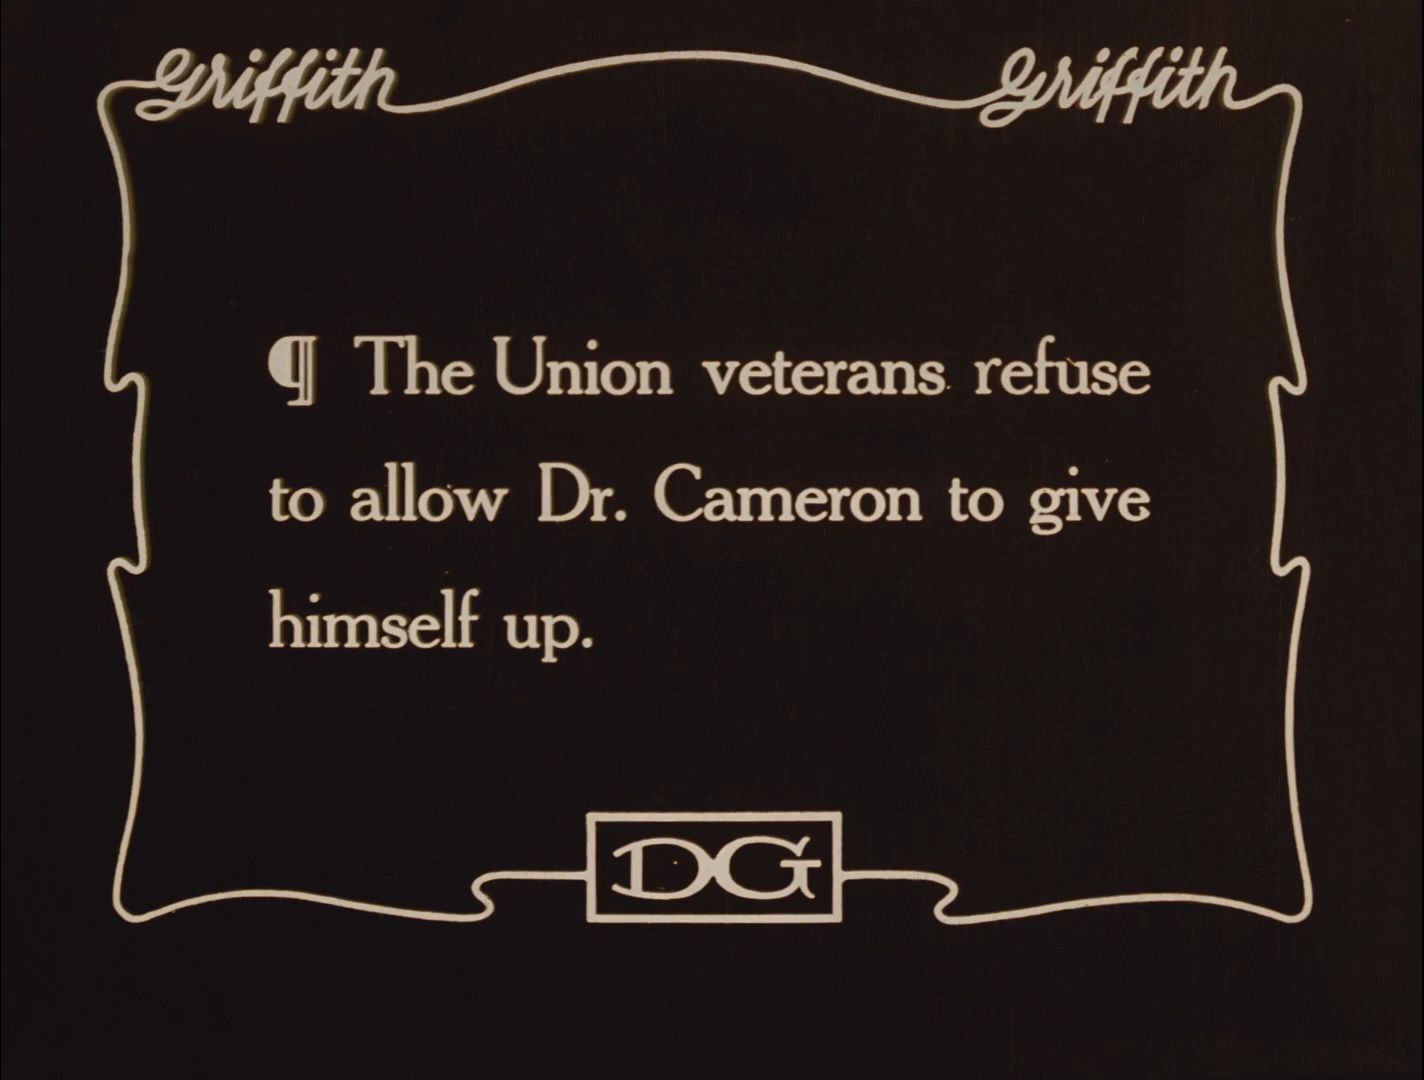 Griffith Griffith
¶ The Union veterans refuse
to allow Dr. Cameron to give
himself up.
DG